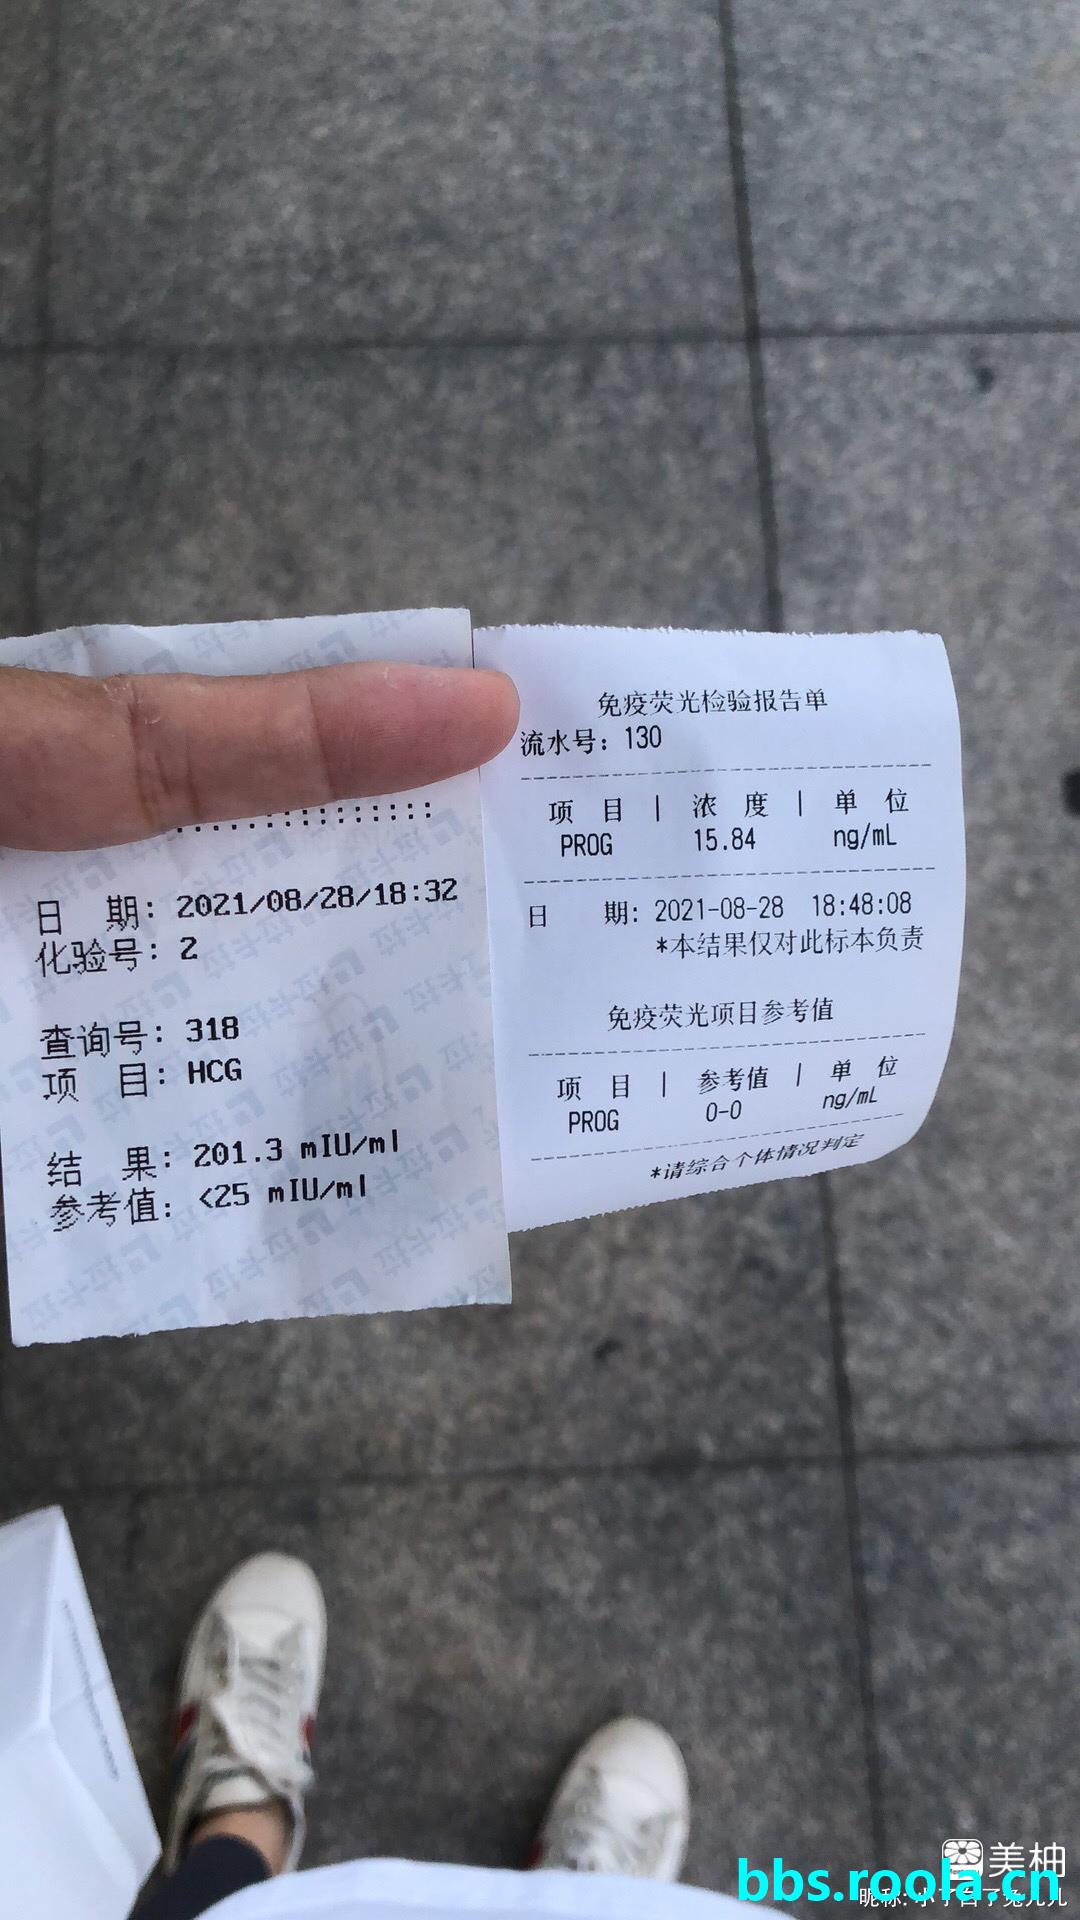 日 期: 2021/08/28/18:32
化验号: 2
查询号: 318
项 目: HCG
结 果: 201.3 mIU/ml
参考值: <25 mIU/ml
免疫荧光检验报告单
流水号: 130
项 目 | 浓 度 | 单 位
PROG 15.84 ng/mL
日 期: 2021-08-28 18:48:08
*本结果仅对此标本负责
免疫荧光项目参考值
项 目 | 参考值 | 单 位
PROG 0-0 ng/mL
*请综合个体情况判定
美柚
bbs.roola.cn
昵称: